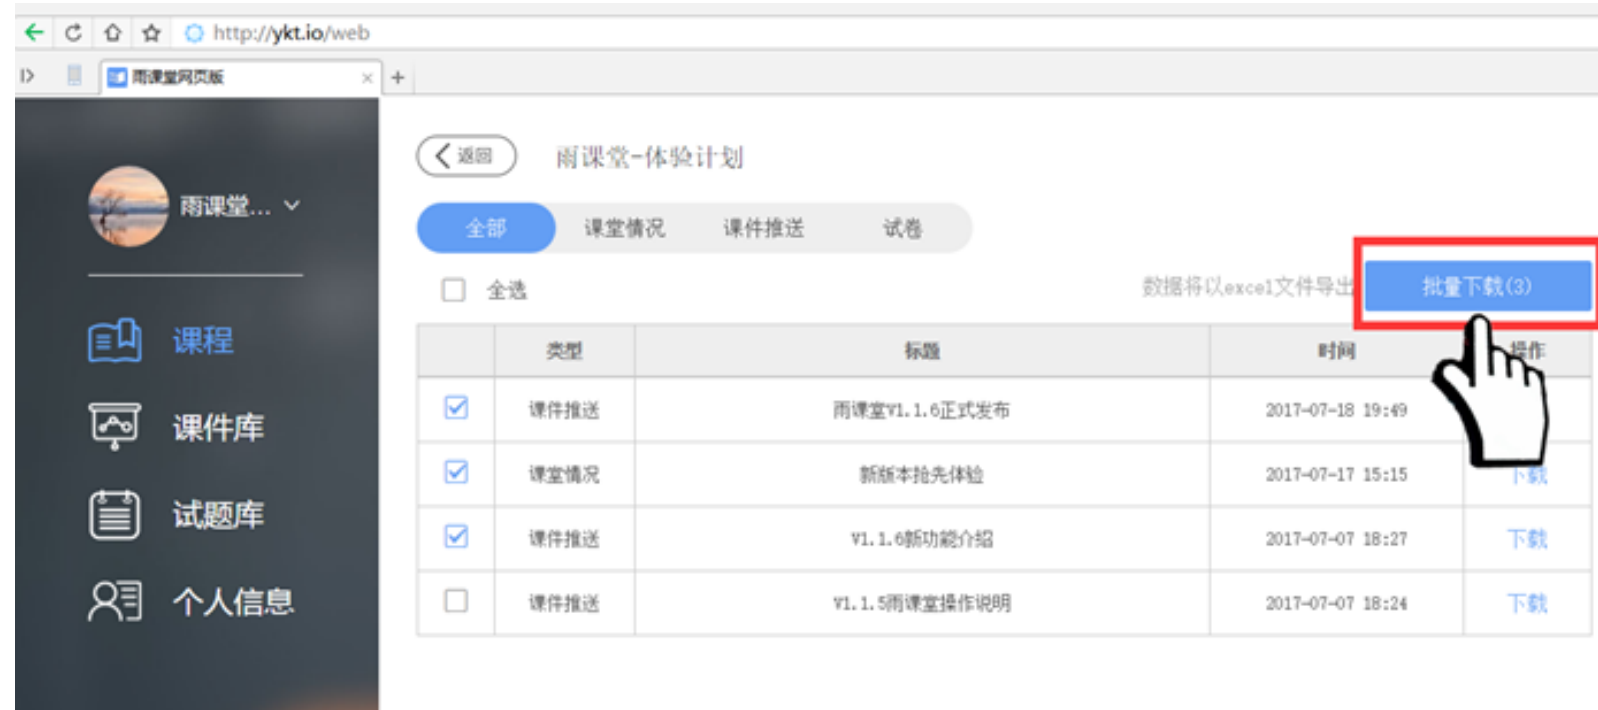 http://ykt.io/web
雨课堂网页版
雨课堂...
课程
课件库
试题库
个人信息
返回
雨课堂-体验计划
全部 课堂情况 课件推送 试卷
全选 数据将以excel文件导出 批量下载(3)
类型 标题 时间 操作
课件推送 雨课堂V1.1.6正式发布 2017-07-18 19:49
课堂情况 新版本抢先体验 2017-07-17 15:15 下载
课件推送 V1.1.6新功能介绍 2017-07-07 18:27 下载
课件推送 V1.1.5雨课堂操作说明 2017-07-07 18:24 下载